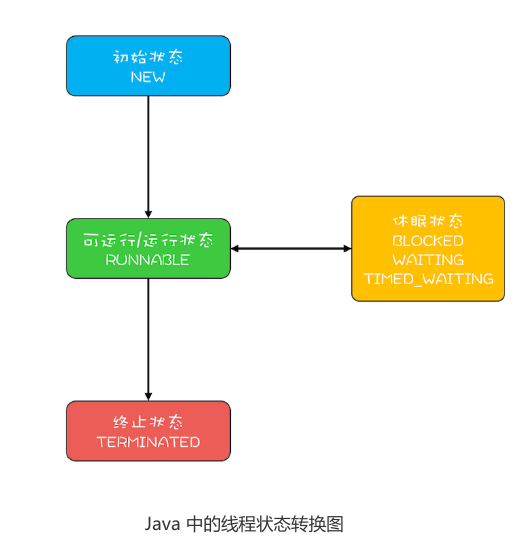 初始状态
NEW
可运行/运行状态
RUNNABLE
休眠状态
BLOCKED
WAITING
TIMED_WAITING
终止状态
TERMINATED
Java 中的线程状态转换图